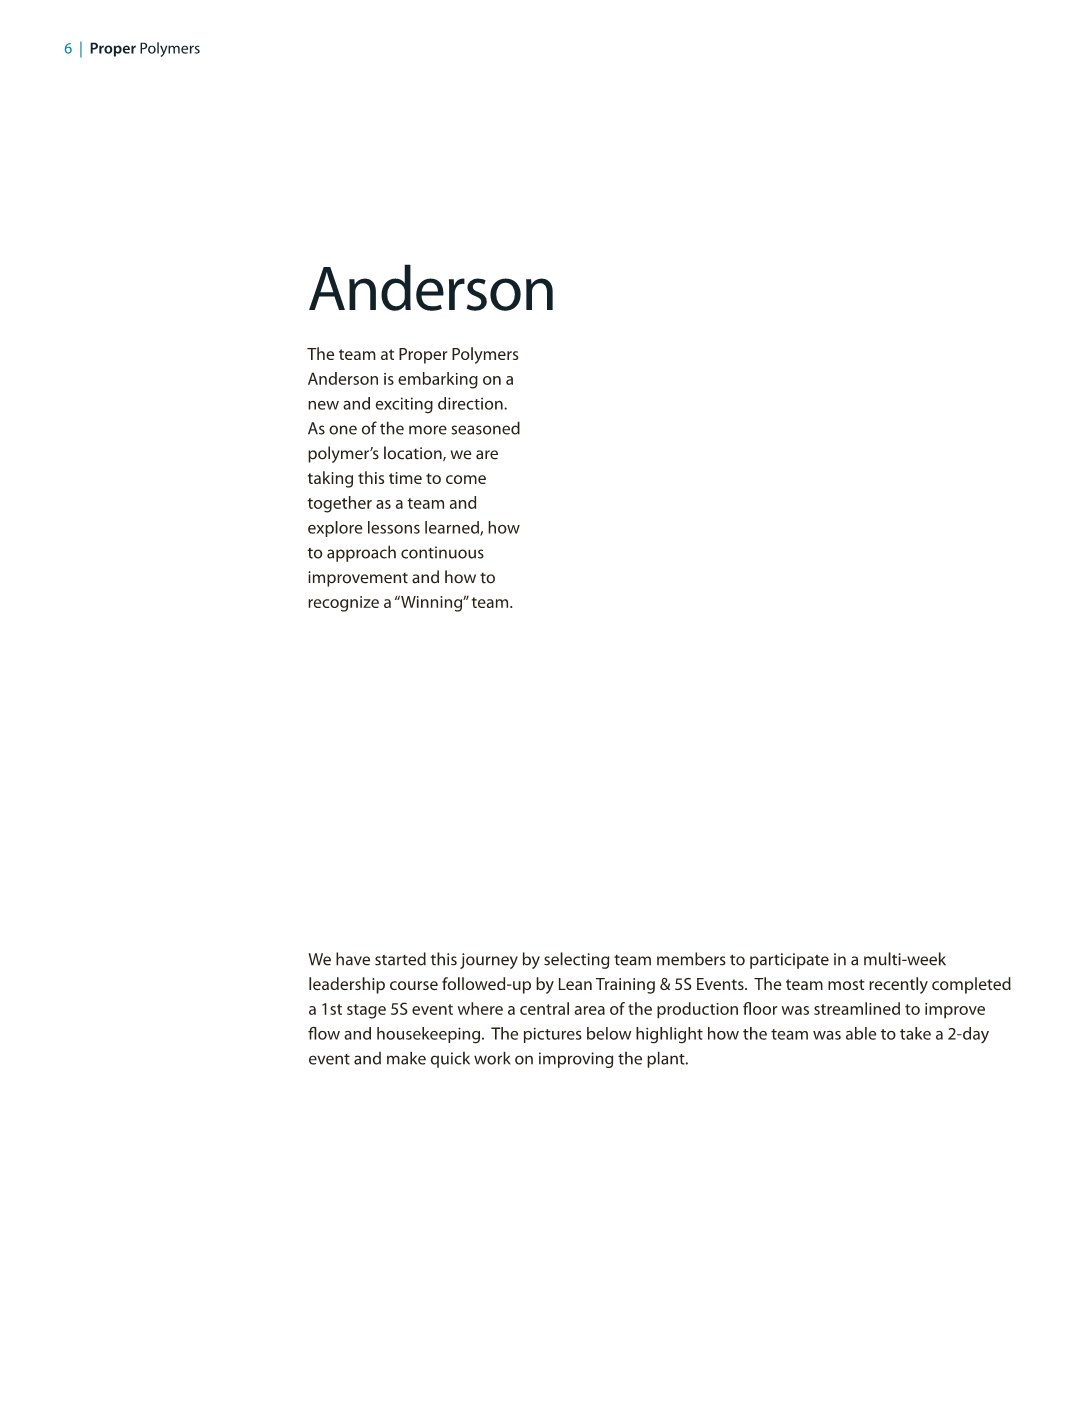 6 | Proper Polymers
Anderson
The team at Proper Polymers
Anderson is embarking on a
new and exciting direction.
As one of the more seasoned
polymer’s location, we are
taking this time to come
together as a team and
explore lessons learned, how
to approach continuous
improvement and how to
recognize a “Winning” team.
We have started this journey by selecting team members to participate in a multi-week
leadership course followed-up by Lean Training & 5S Events.  The team most recently completed
a 1st stage 5S event where a central area of the production floor was streamlined to improve
flow and housekeeping.  The pictures below highlight how the team was able to take a 2-day
event and make quick work on improving the plant.